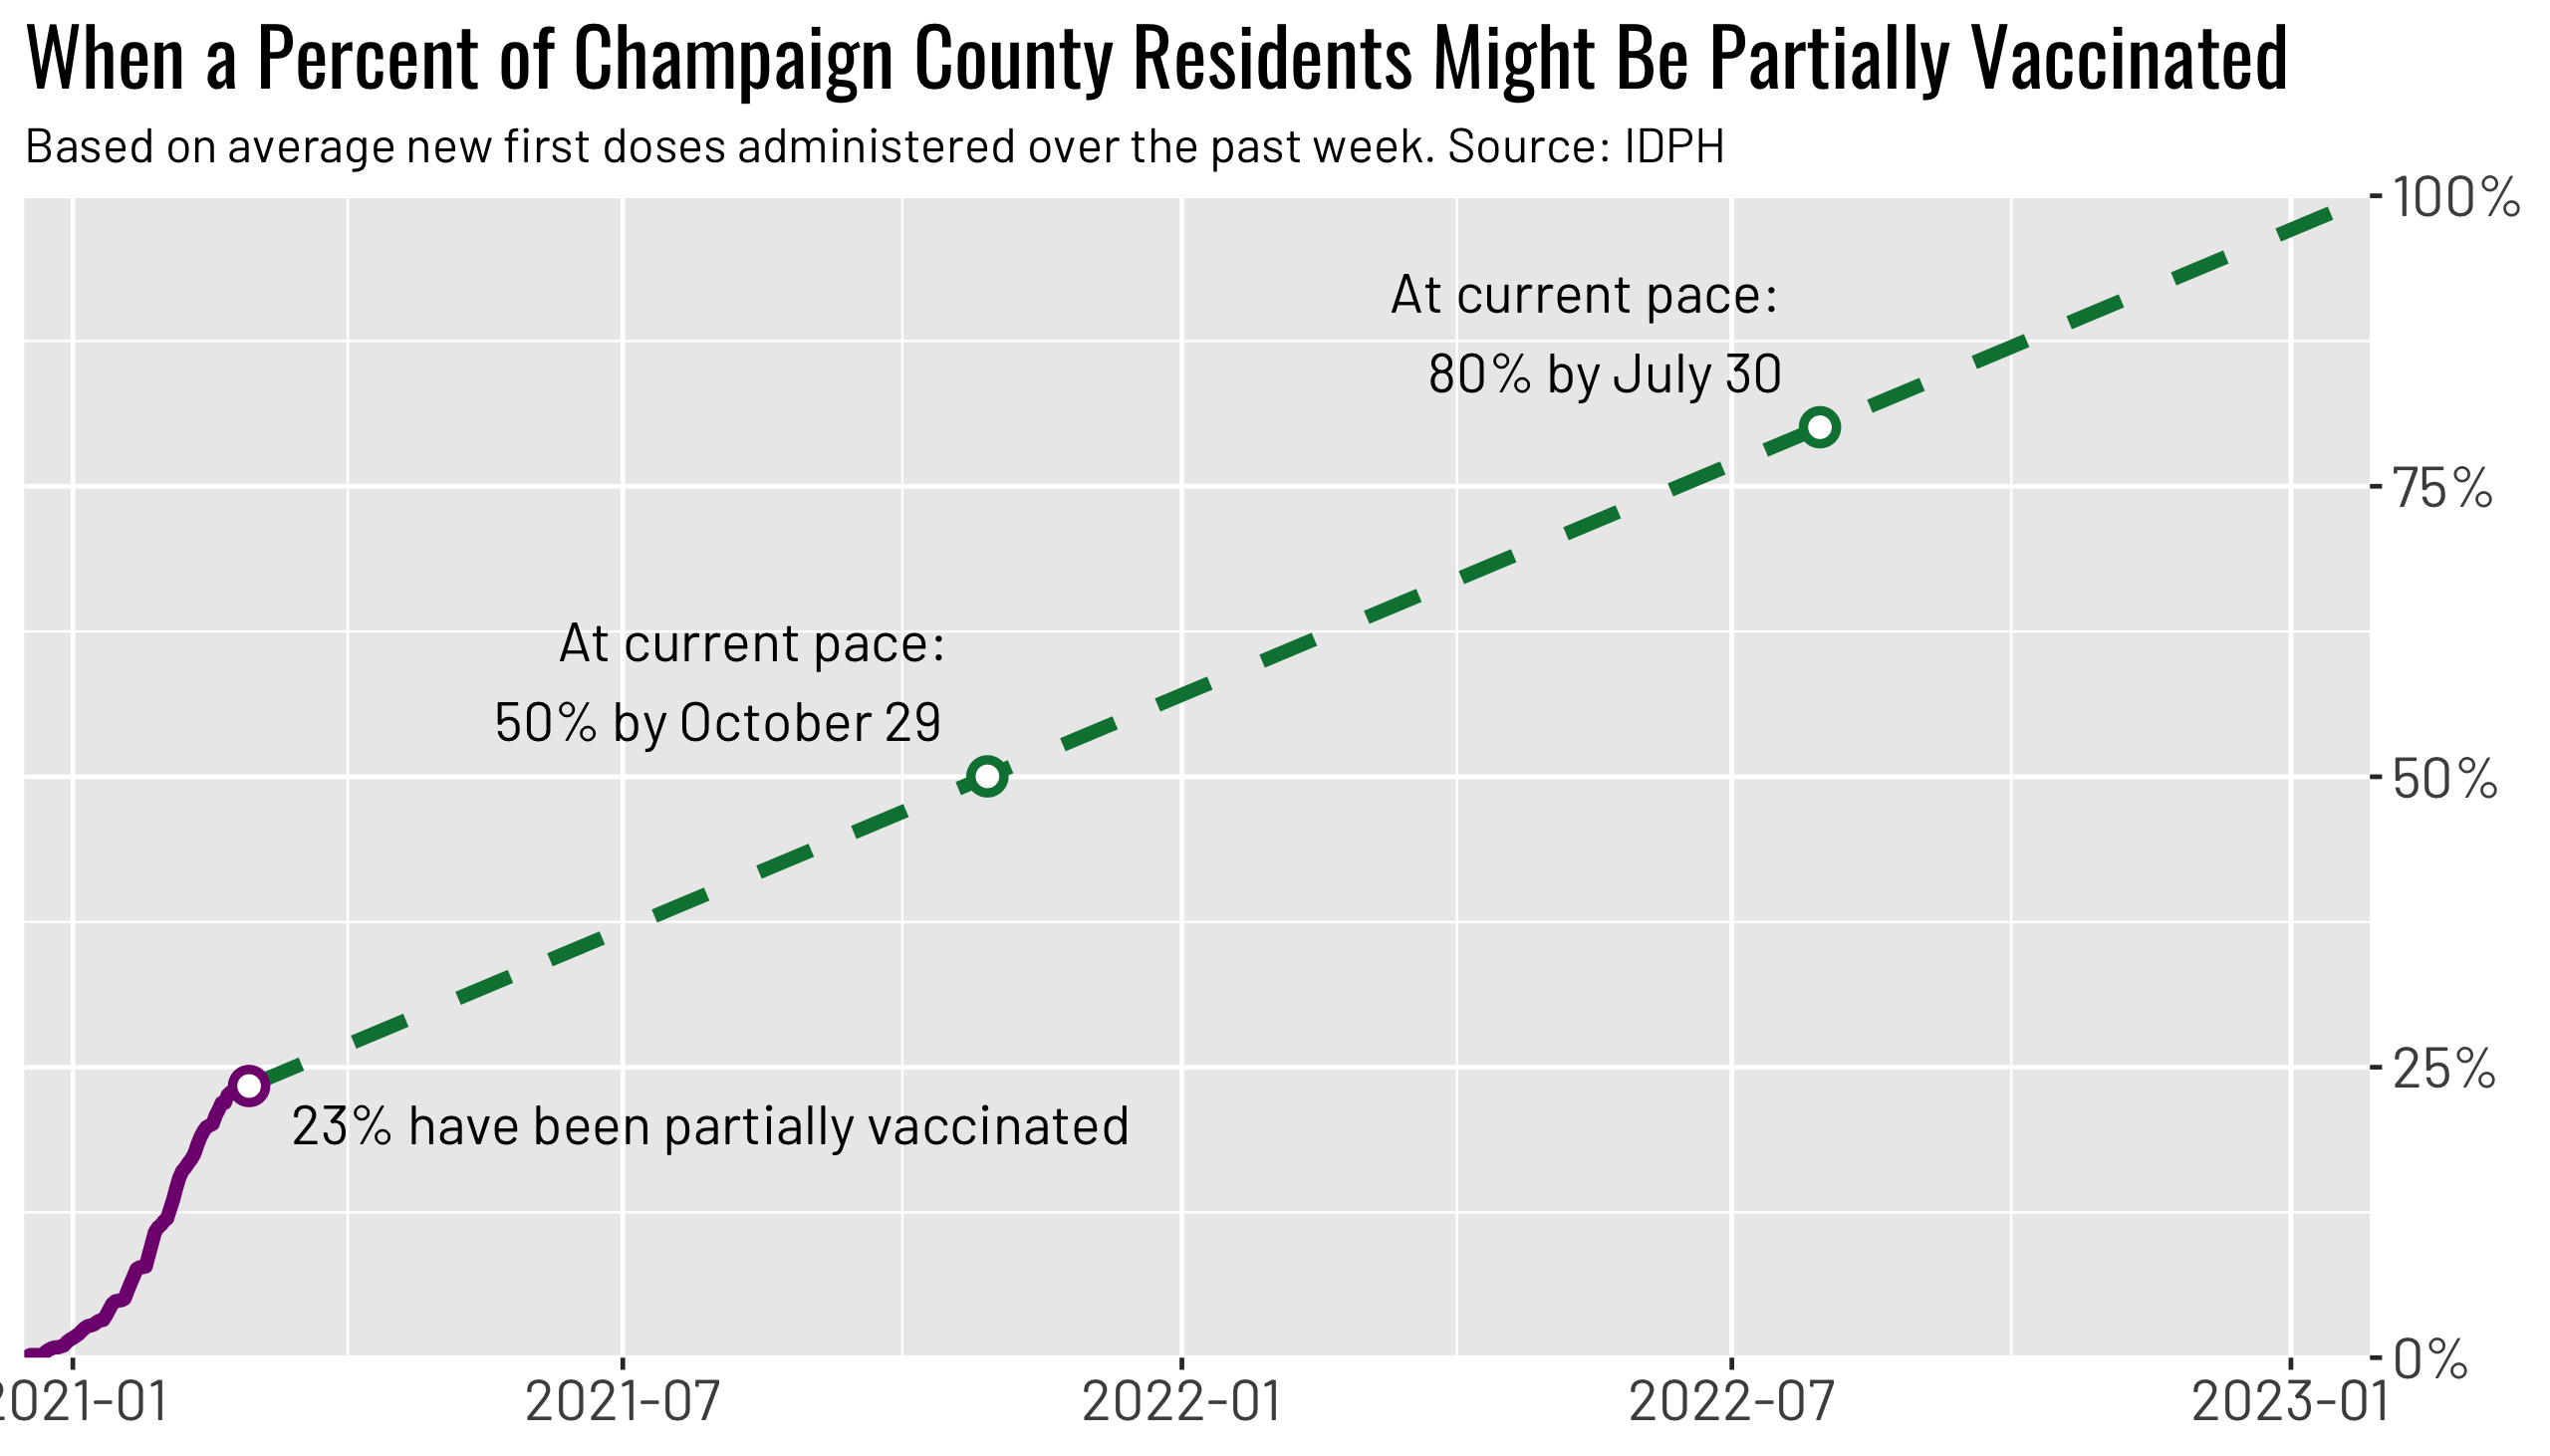 When a Percent of Champaign County Residents Might Be Partially Vaccinated
Based on average new first doses administered over the past week. Source: IDPH
100%
At current pace:
80% by July 30
75%
At current pace:
50% by October 29
50%
25%
23% have been partially vaccinated
0%
2021-01
2021-07
2022-01
2022-07
2023-01